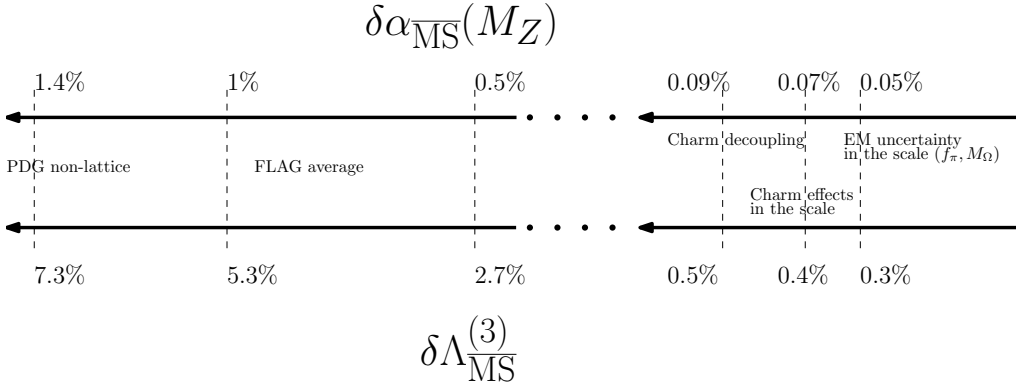 δα_{\overline{MS}}(M_Z)
1.4% 1% 0.5% 0.09% 0.07% 0.05%
Charm decoupling EM uncertainty
in the scale (f_π, M_Ω)
PDG non-lattice FLAG average
Charm effects
in the scale
7.3% 5.3% 2.7% 0.5% 0.4% 0.3%
δΛ^{(3)}_{\overline{MS}}